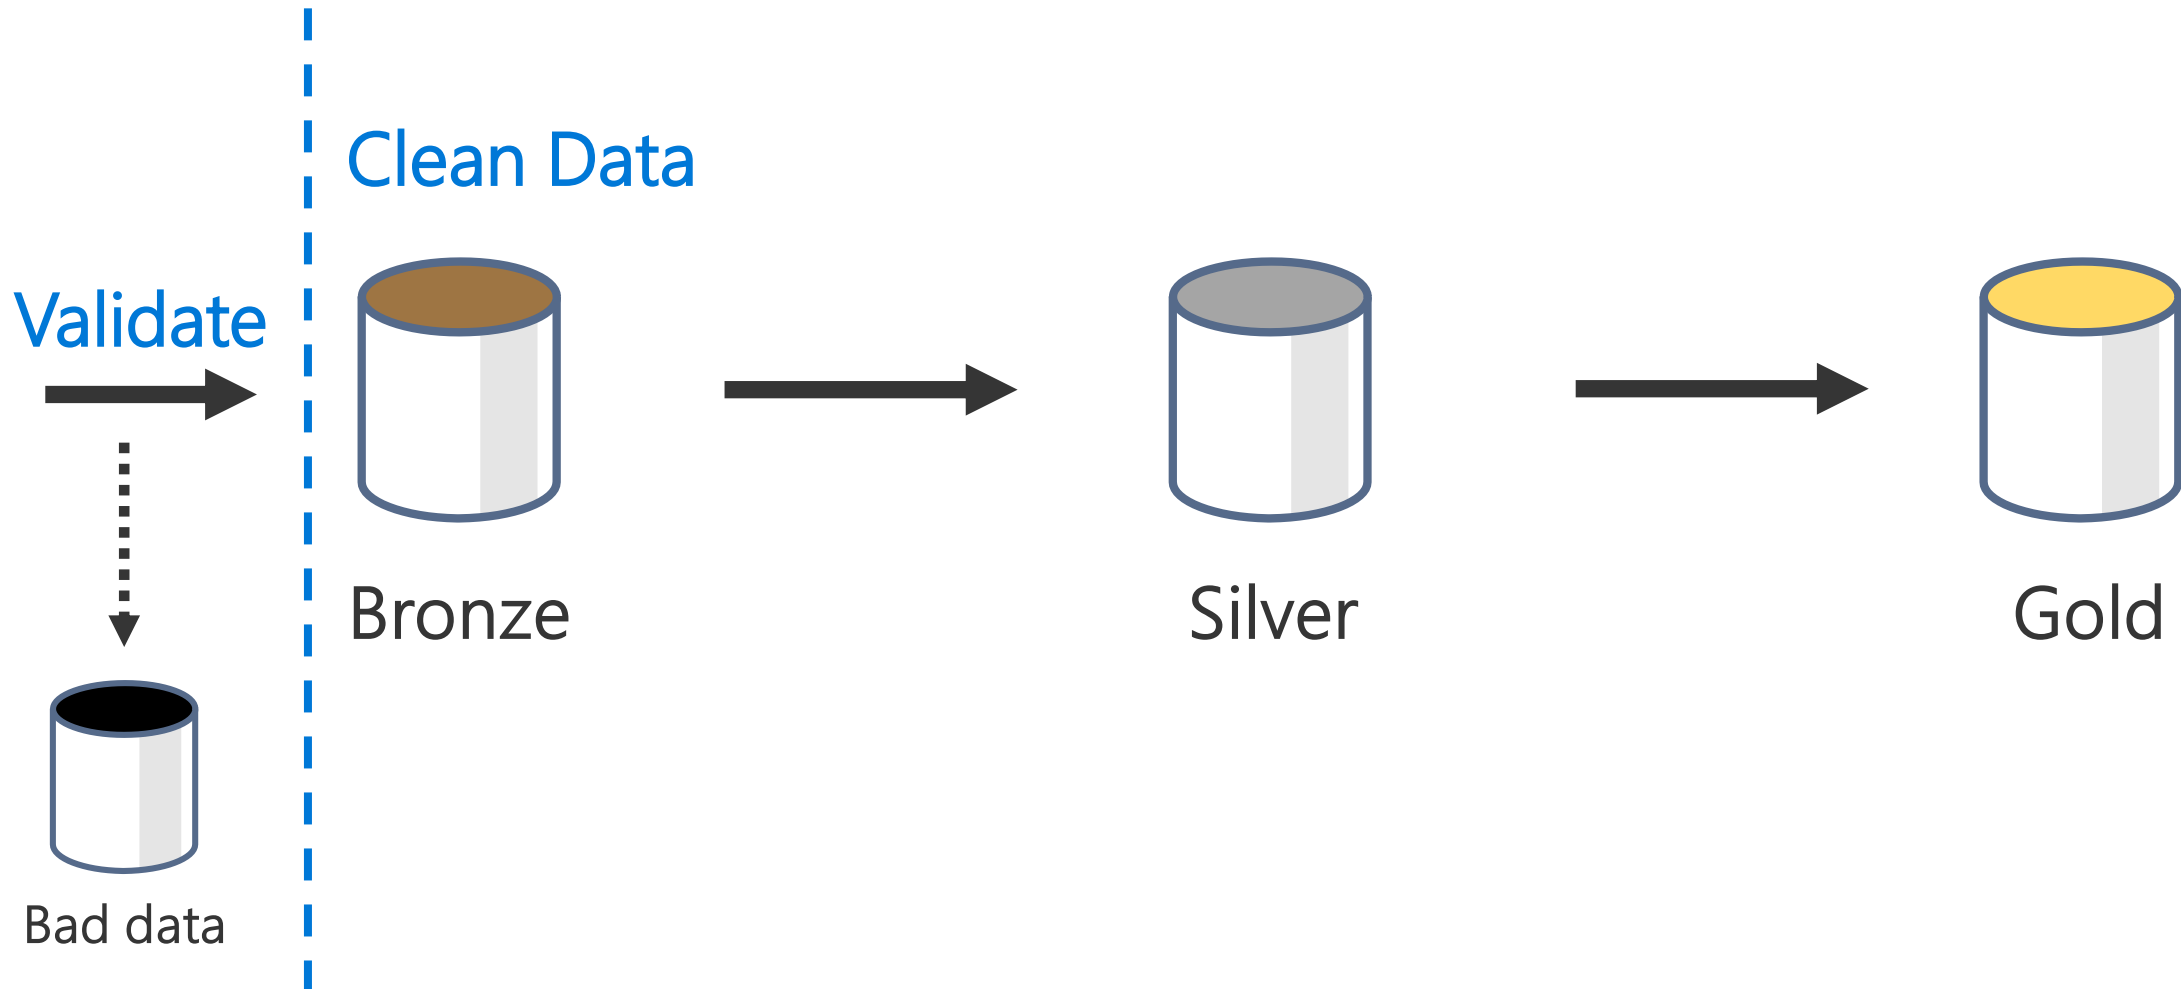 Clean Data
Validate
Bronze
Silver
Gold
Bad data